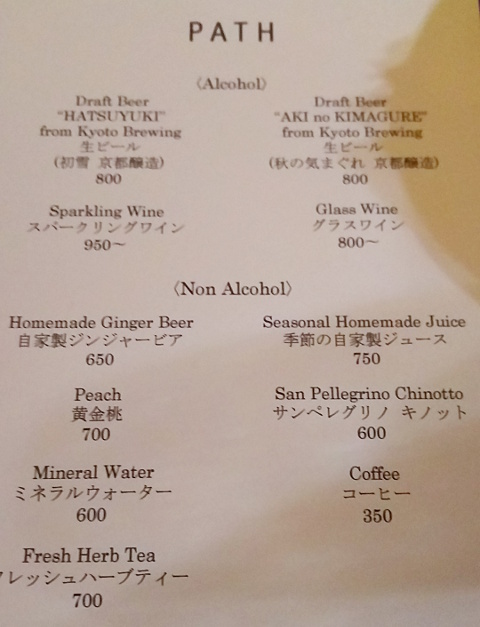 PATH
〈Alcohol〉
Draft Beer
"HATSUYUKI"
from Kyoto Brewing
生ビール
(初雪 京都醸造)
800
Draft Beer
"AKI no KIMAGURE"
from Kyoto Brewing
生ビール
(秋の気まぐれ 京都醸造)
800
Sparkling Wine
スパークリングワイン
950～
Glass Wine
グラスワイン
800～
〈Non Alcohol〉
Homemade Ginger Beer
自家製ジンジャービア
650
Seasonal Homemade Juice
季節の自家製ジュース
750
Peach
黄金桃
700
San Pellegrino Chinotto
サンペレグリノ キノット
600
Mineral Water
ミネラルウォーター
600
Coffee
コーヒー
350
Fresh Herb Tea
フレッシュハーブティー
700